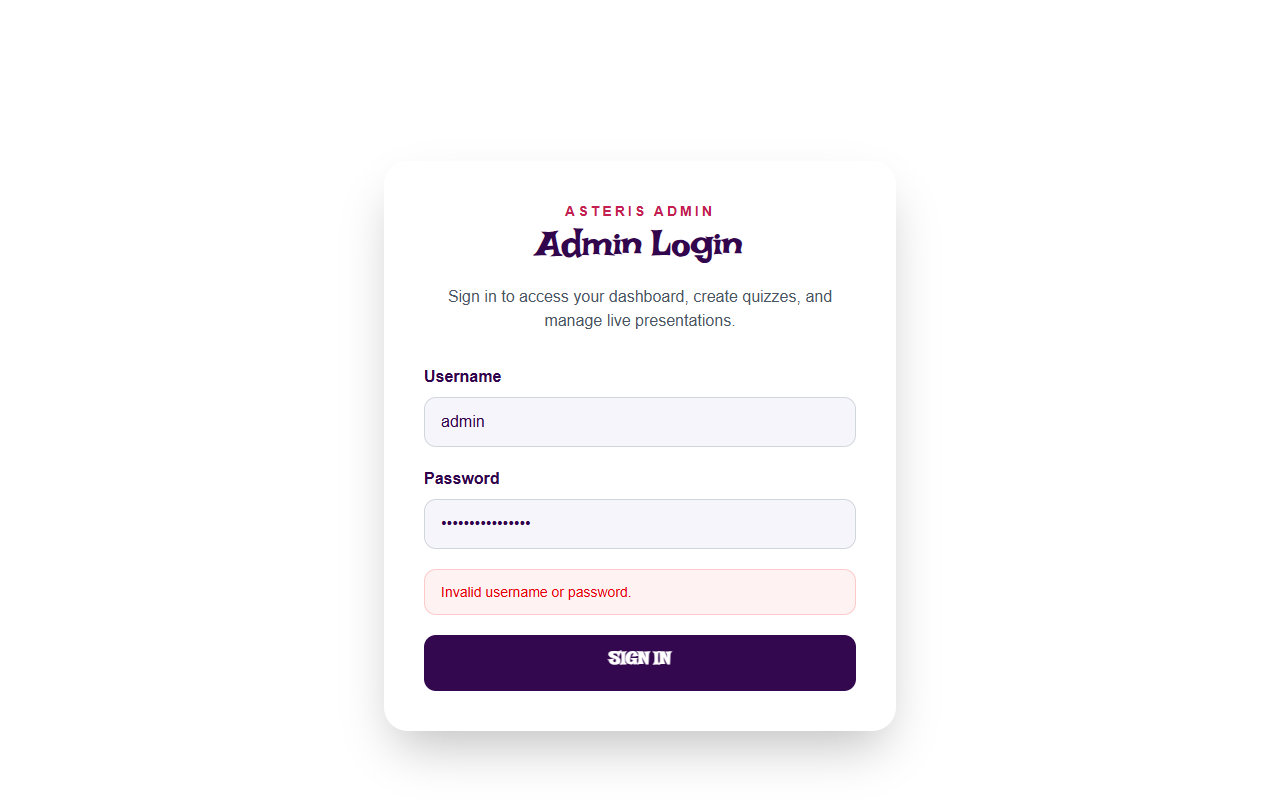 ASTERIS ADMIN
Admin Login
Sign in to access your dashboard, create quizzes, and
manage live presentations.
Username
admin
Password
••••••••••••••••
Invalid username or password.
SIGN IN